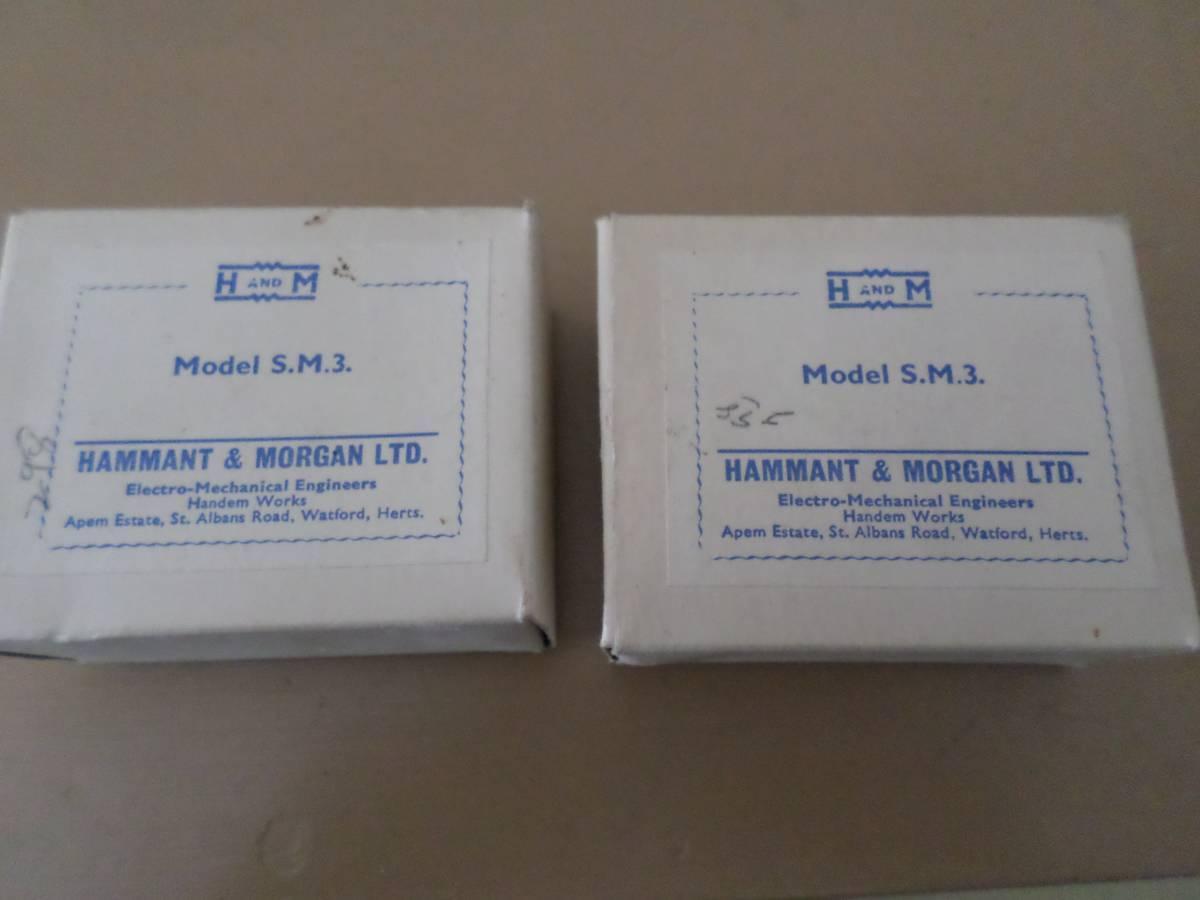 H AND M
Model S.M.3.
HAMMANT & MORGAN LTD.
Electro-Mechanical Engineers
Handem Works
Apem Estate, St. Albans Road, Watford, Herts.
H AND M
Model S.M.3.
HAMMANT & MORGAN LTD.
Electro-Mechanical Engineers
Handem Works
Apem Estate, St. Albans Road, Watford, Herts.